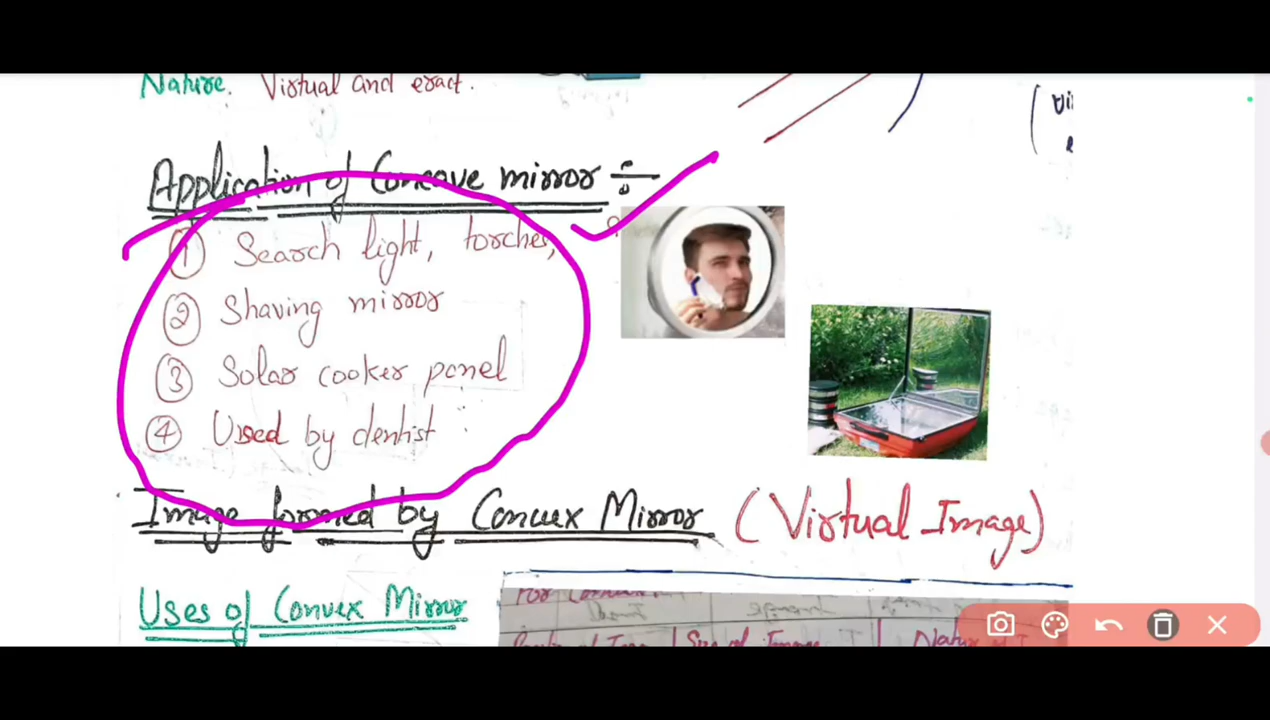 Nature. Virtual and eract.
Application of Concave mirror ÷
① Search light, torches,
② Shaving mirror
③ Solar cooker panel
④ Used by dentist
Image formed by Convex Mirror (Virtual Image)
Uses of Convex Mirror